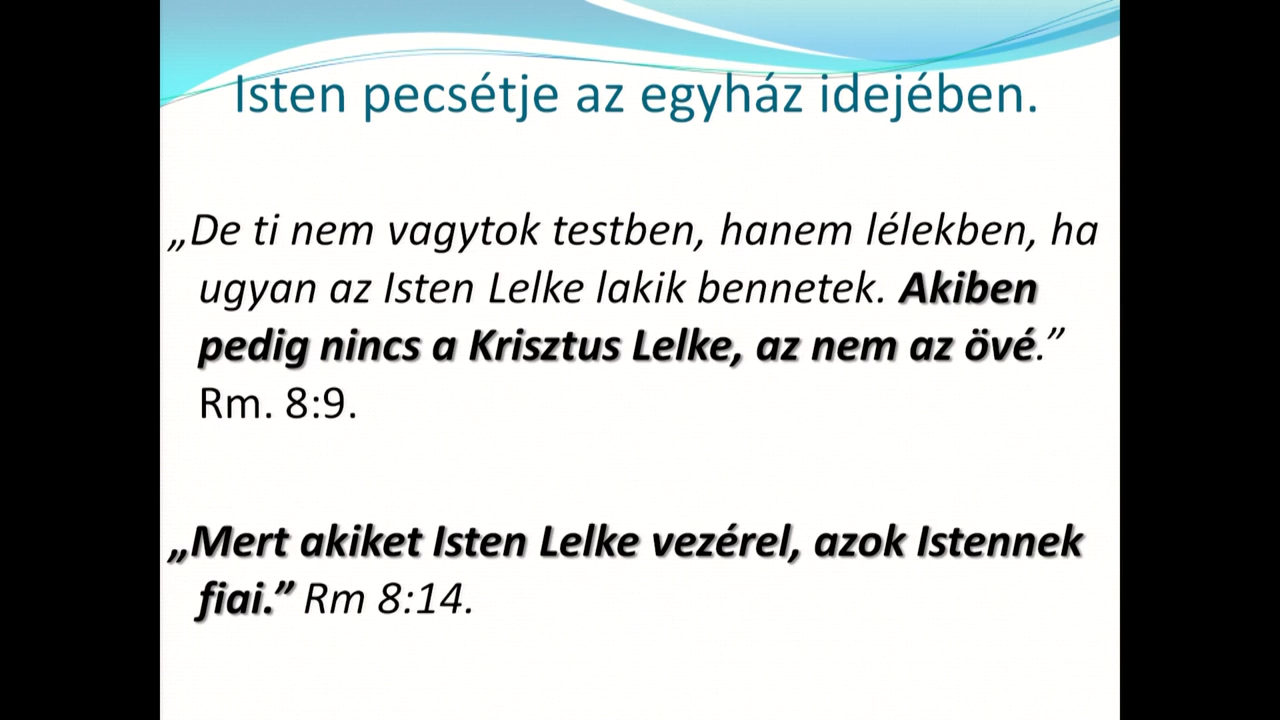 Isten pecsétje az egyház idejében.
„De ti nem vagytok testben, hanem lélekben, ha
ugyan az Isten Lelke lakik bennetek. Akiben
pedig nincs a Krisztus Lelke, az nem az övé.”
Rm. 8:9.
„Mert akiket Isten Lelke vezérel, azok Istennek
fiai.” Rm 8:14.